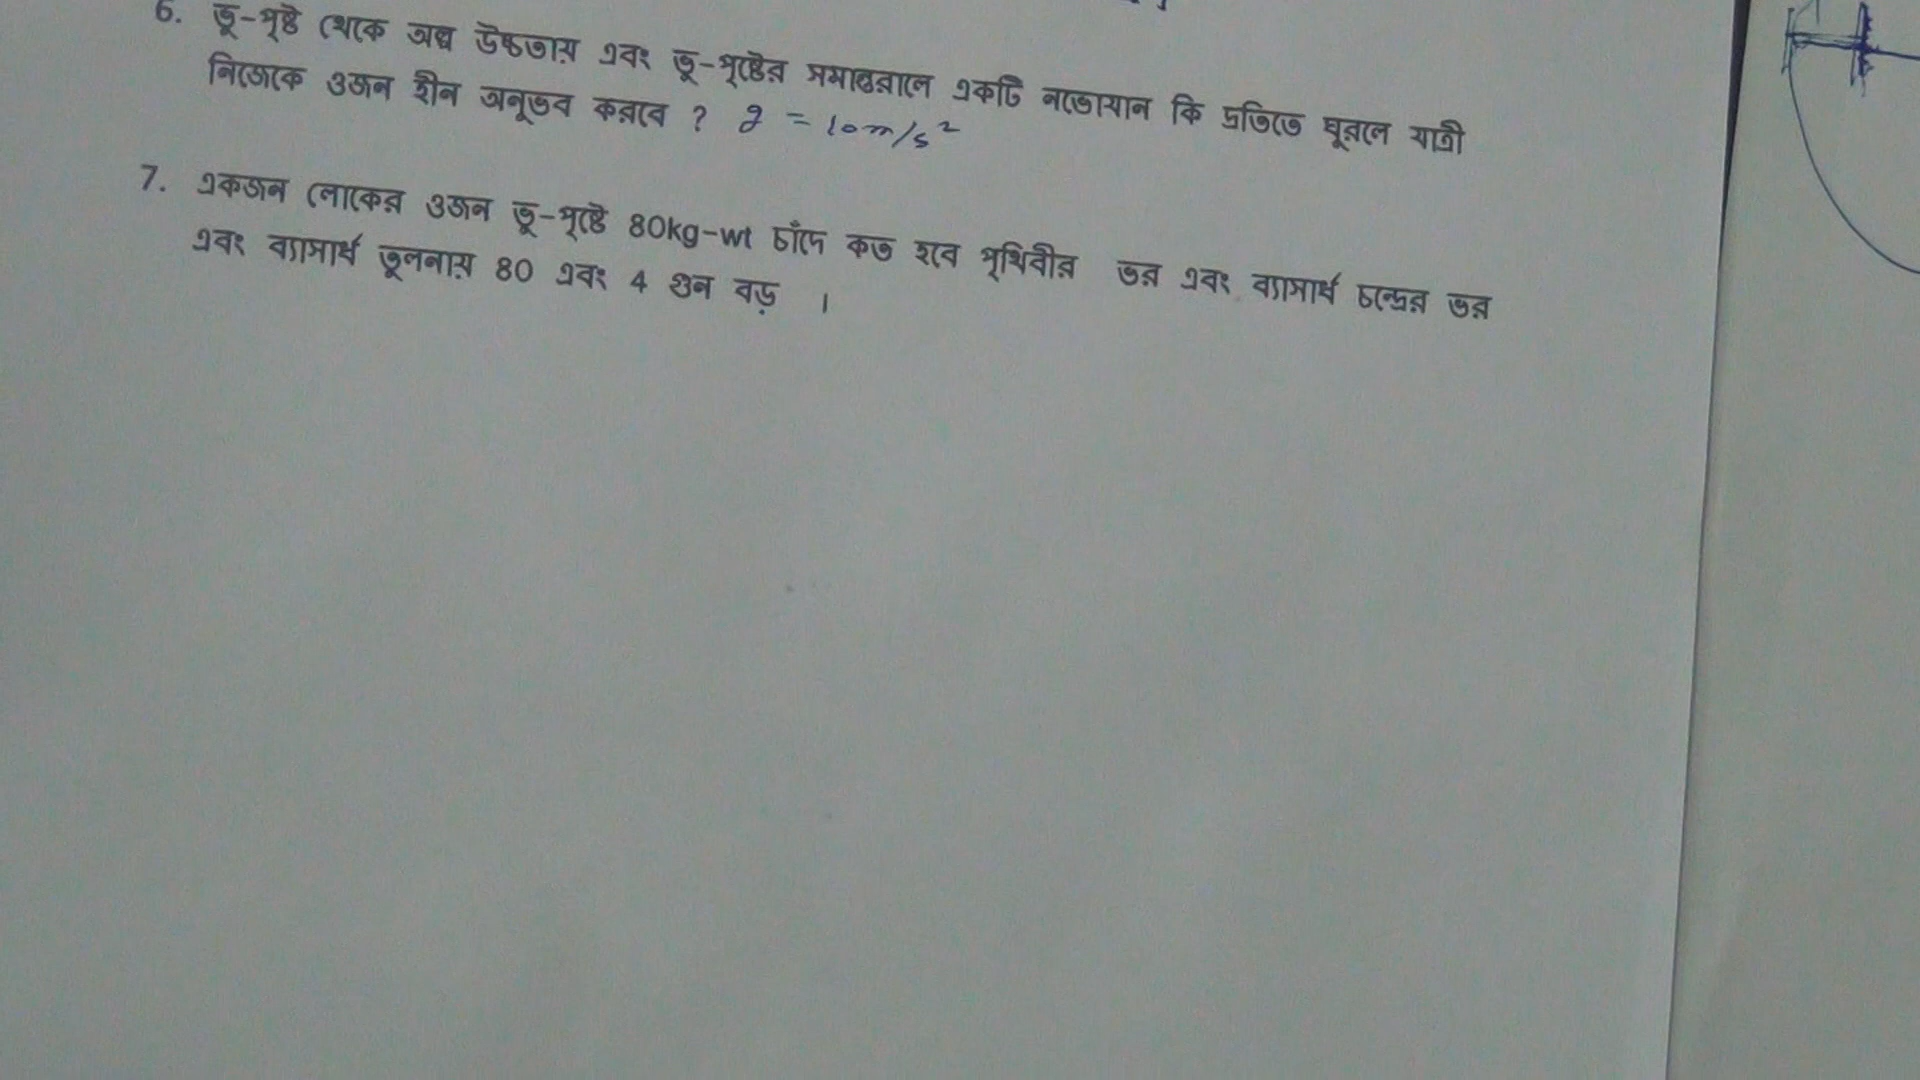 6. ভূ-পৃষ্ঠে থেকে অল্প উচ্চতায় এবং ভূ-পৃষ্ঠের সমান্তরালে একটি নভোযান কি দ্রুতিতে ঘূরলে যাত্রী
নিজেকে ওজন হীন অনুভব করবে ? g = 10m/s²
7. একজন লোকের ওজন ভূ-পৃষ্ঠে 80kg-wt চাঁদে কত হবে পৃথিবীর ভর এবং ব্যাসার্ধ চন্দ্রের ভর
এবং ব্যাসার্ধ তুলনায় 80 এবং 4 গুন বড় ।